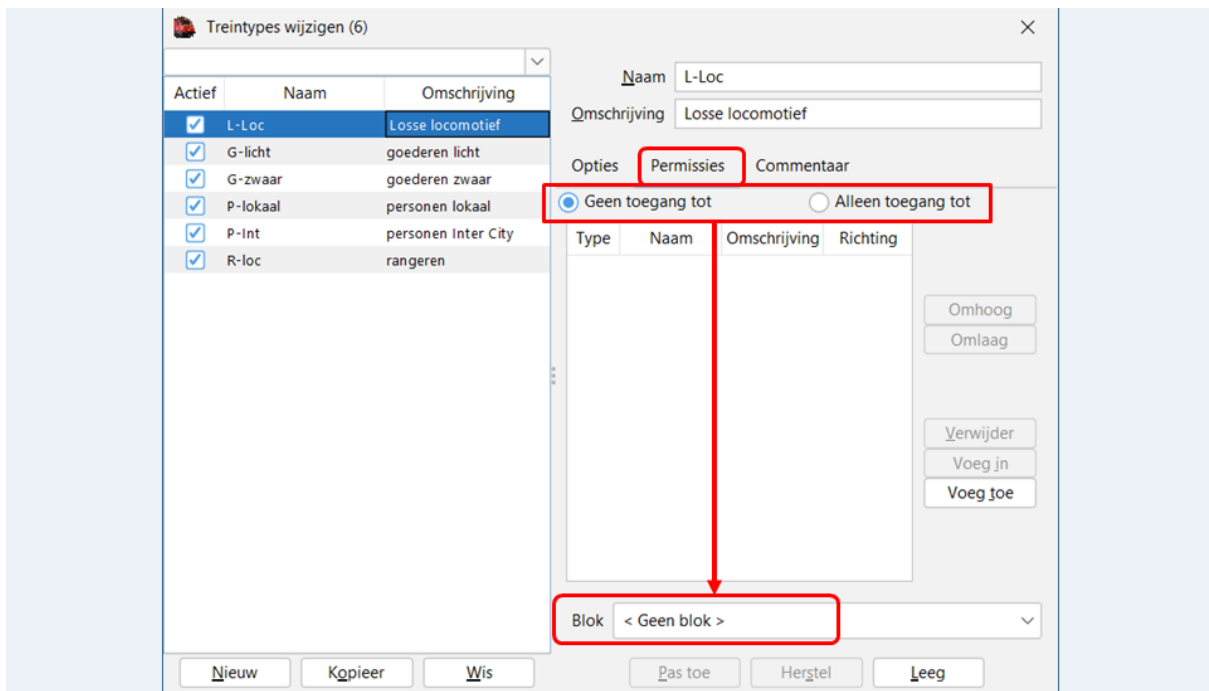 Treintypes wijzigen (6)
Naam L-Loc
Actief Naam Omschrijving
Omschrijving Losse locomotief
L-Loc Losse locomotief
G-licht goederen licht
G-zwaar goederen zwaar
P-lokaal personen lokaal
P-Int personen Inter City
R-loc rangeren
Opties Permissies Commentaar
Geen toegang tot Alleen toegang tot
Type Naam Omschrijving Richting
Omhoog
Omlaag
Verwijder
Voeg in
Voeg toe
Blok < Geen blok >
Nieuw Kopieer Wis Pas toe Herstel Leeg